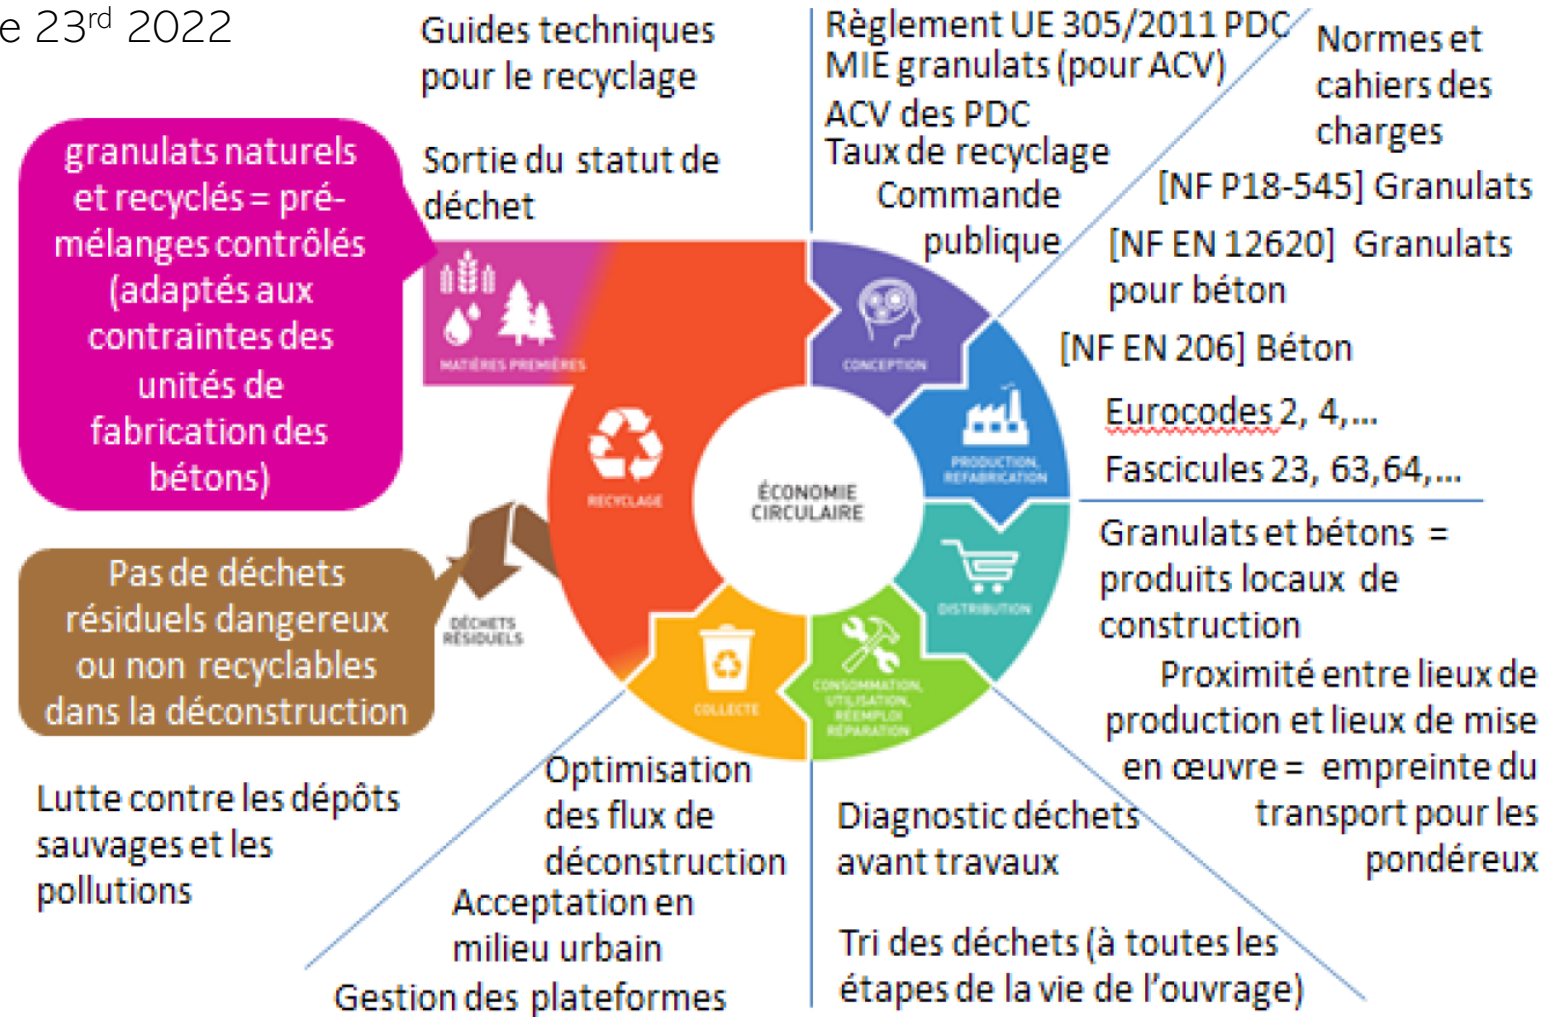 e 23rd 2022
Guides techniques
pour le recyclage
Sortie du statut de
déchet
Règlement UE 305/2011 PDC
MIE granulats (pour ACV)
ACV des PDC
Taux de recyclage
Commande
publique
Normes et
cahiers des
charges
[NF P18-545] Granulats
[NF EN 12620] Granulats
pour béton
[NF EN 206] Béton
Eurocodes 2, 4,...
Fascicules 23, 63,64,...
granulats naturels
et recyclés = pré-
mélanges contrôlés
(adaptés aux
contraintes des
unités de
fabrication des
bétons)
MATIÈRES PREMIÈRES
CONCEPTION
PRODUCTION,
REFABRICATION
RECYCLAGE
ÉCONOMIE
CIRCULAIRE
DISTRIBUTION
CONSOMMATION,
UTILISATION,
RÉEMPLOI
RÉPARATION
COLLECTE
DÉCHETS
RÉSIDUELS
Pas de déchets
résiduels dangereux
ou non recyclables
dans la déconstruction
Granulats et bétons =
produits locaux de
construction
Proximité entre lieux de
production et lieux de mise
en œuvre = empreinte du
transport pour les
pondéreux
Lutte contre les dépôts
sauvages et les
pollutions
Optimisation
des flux de
déconstruction
Acceptation en
milieu urbain
Gestion des plateformes
Diagnostic déchets
avant travaux
Tri des déchets (à toutes les
étapes de la vie de l'ouvrage)